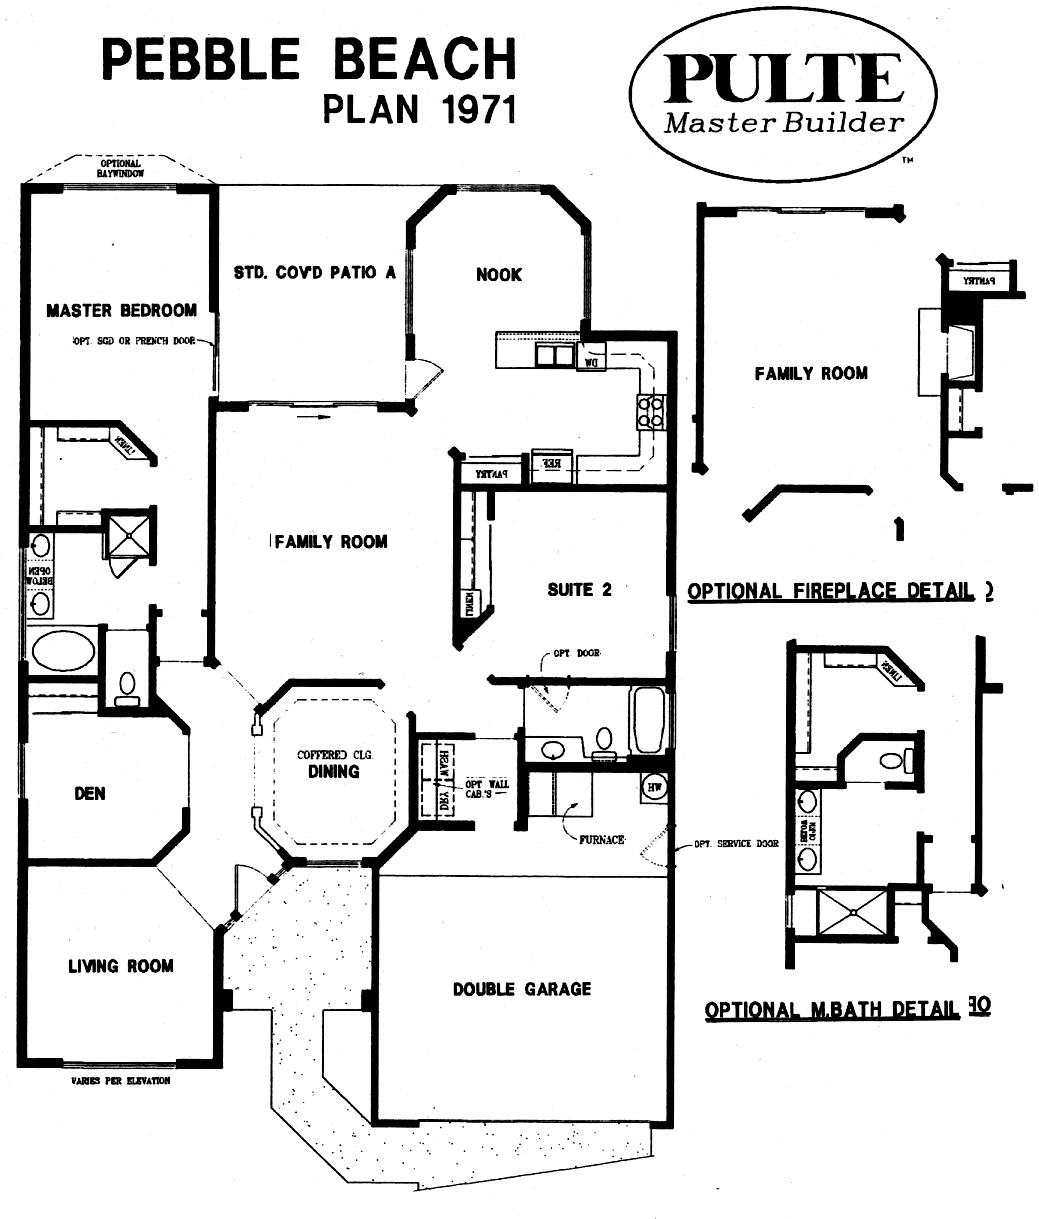 PEBBLE BEACH
PLAN 1971
PULTE
Master Builder
TM
OPTIONAL
BAYWINDOW
STD. COV'D PATIO A
NOOK
MASTER BEDROOM
OPT. SGD OR FRENCH DOOR
DW
PANTRY
REF.
LINEN
FAMILY ROOM
OPEN
BELOW
SUITE 2
LINEN
OPT. DOOR
COFFERED CLG.
DINING
DEN
WASH
DRY
OPT WALL
CAB.'S
WH
FURNACE
OPT. SERVICE DOOR
LIVING ROOM
DOUBLE GARAGE
VARIES PER ELEVATION
PANTRY
FAMILY ROOM
OPTIONAL FIREPLACE DETAIL
LINEN
OPEN
BELOW
OPTIONAL M.BATH DETAIL